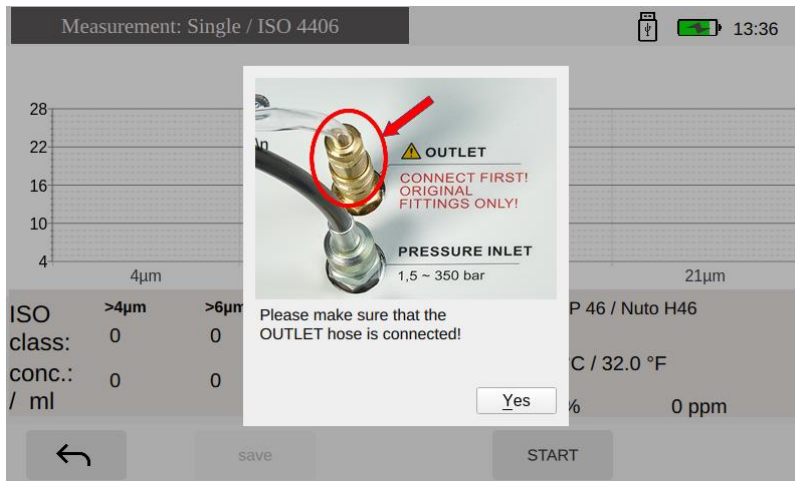 Measurement: Single / ISO 4406
13:36
28
22
16
10
4
4µm
21µm
OUTLET
CONNECT FIRST!
ORIGINAL
FITTINGS ONLY!
PRESSURE INLET
1,5 ~ 350 bar
Please make sure that the
OUTLET hose is connected!
Yes
ISO
class:
>4µm
>6µm
0
0
conc.:
/ ml
0
0
P 46 / Nuto H46
C / 32.0 °F
%
0 ppm
save
START